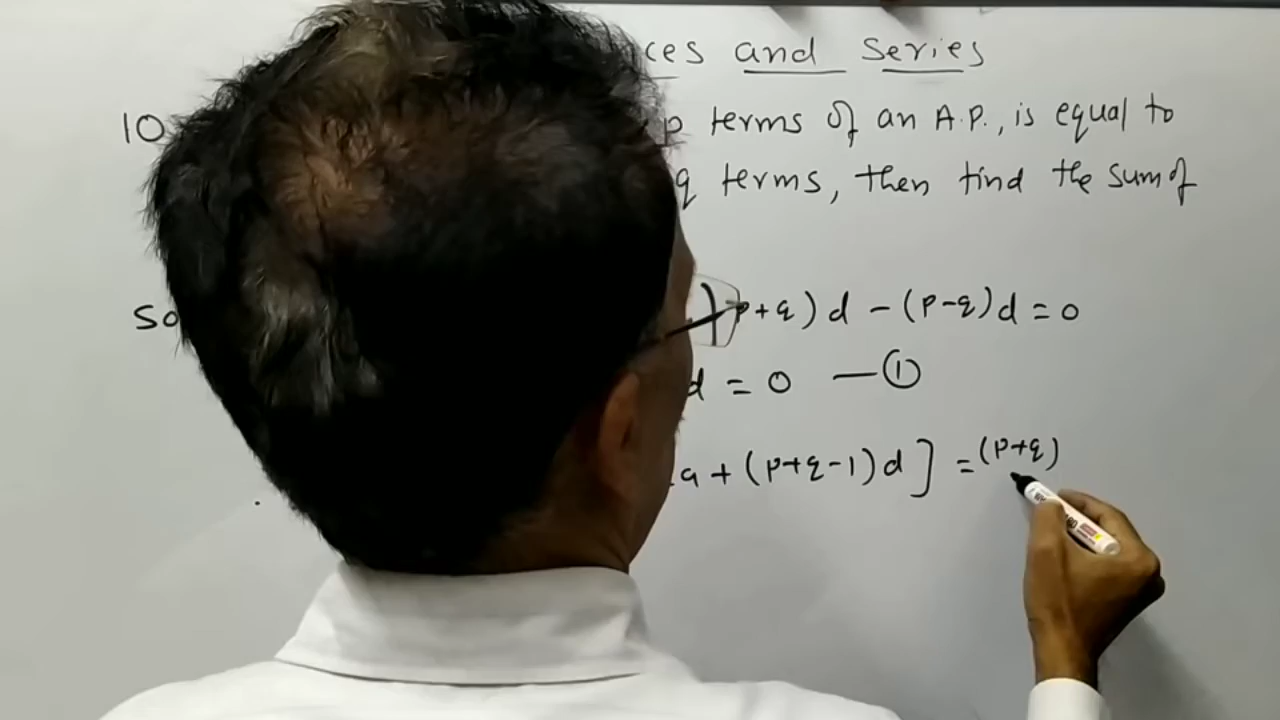 ces and Series
10 p terms of an A.P., is equal to
q terms, then find the sum of
So p+q) d - (p-q) d = 0
d = 0 — ①
a + (p+q-1) d ] = (p+q)